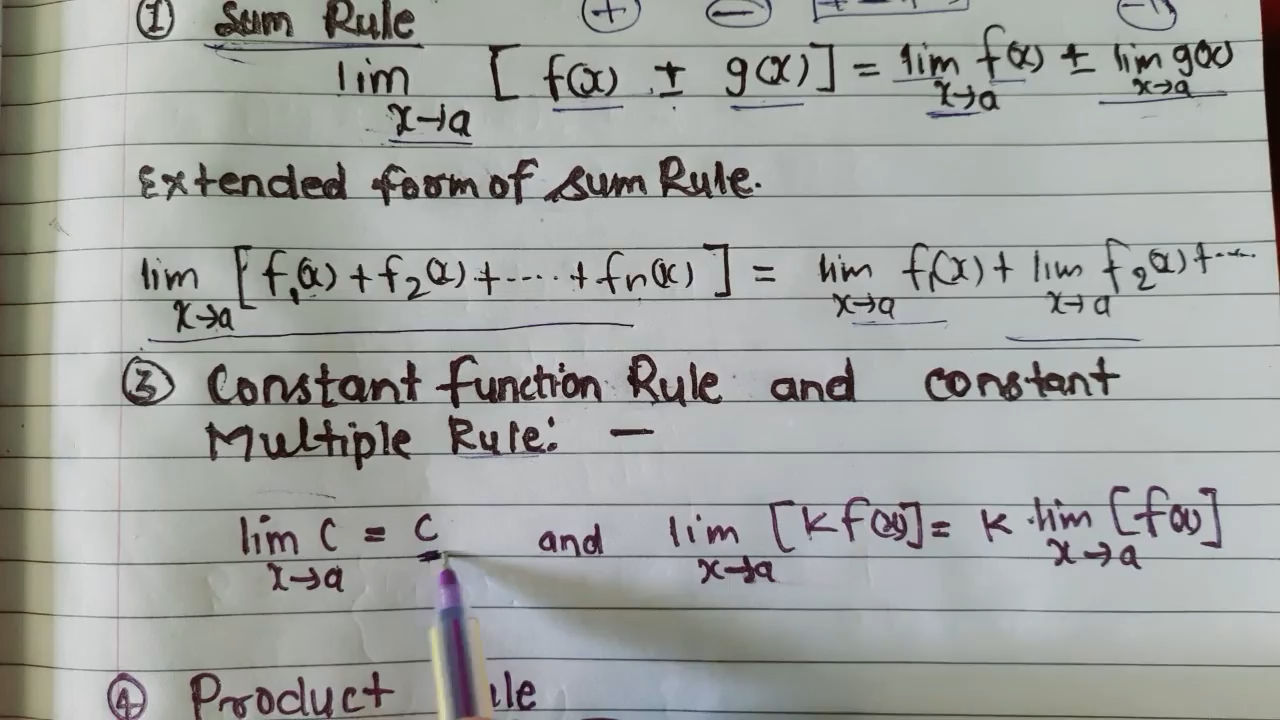 ① Sum Rule + -
lim [ f(x) ± g(x) ] = lim f(x) ± lim g(x)
x→a x→a x→a
Extended form of sum Rule.
lim [ f₁(x) + f₂(x) + ..... + fn(x) ] = lim f₁(x) + lim f₂(x) + ....
x→a x→a x→a
③ Constant function Rule and constant
Multiple Rule: —
lim C = C and lim [K f(x)] = K · lim [f(x)]
x→a x→a x→a
④ Product